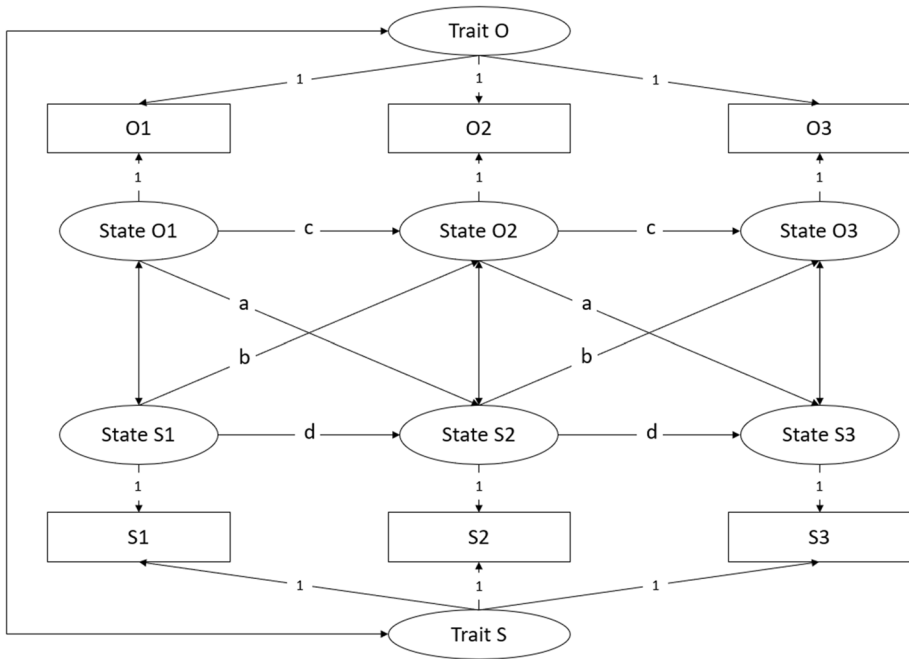 Trait O
1 1 1
O1 O2 O3
1 1 1
State O1 c State O2 c State O3
a a
b b
State S1 d State S2 d State S3
1 1 1
S1 S2 S3
1 1 1
Trait S